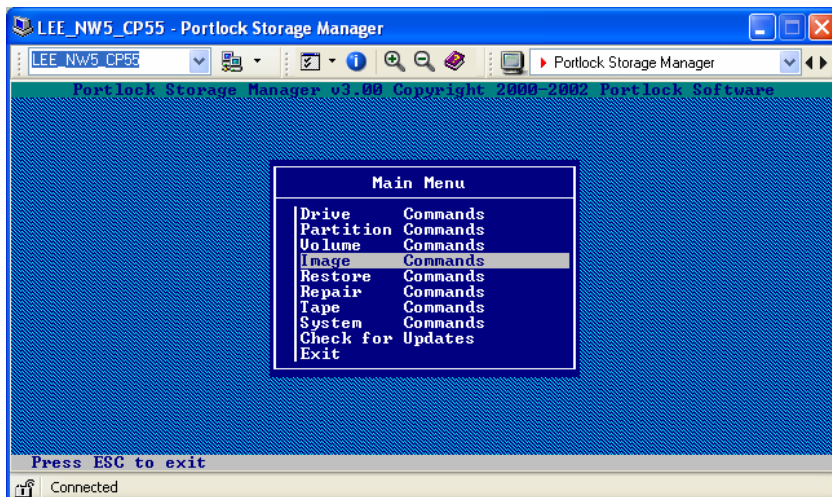 LEE_NW5_CP55 - Portlock Storage Manager
LEE_NW5_CP55
Portlock Storage Manager
Portlock Storage Manager v3.00 Copyright 2000-2002 Portlock Software
Main Menu
Drive Commands
Partition Commands
Volume Commands
Image Commands
Restore Commands
Repair Commands
Tape Commands
System Commands
Check for Updates
Exit
Press ESC to exit
Connected